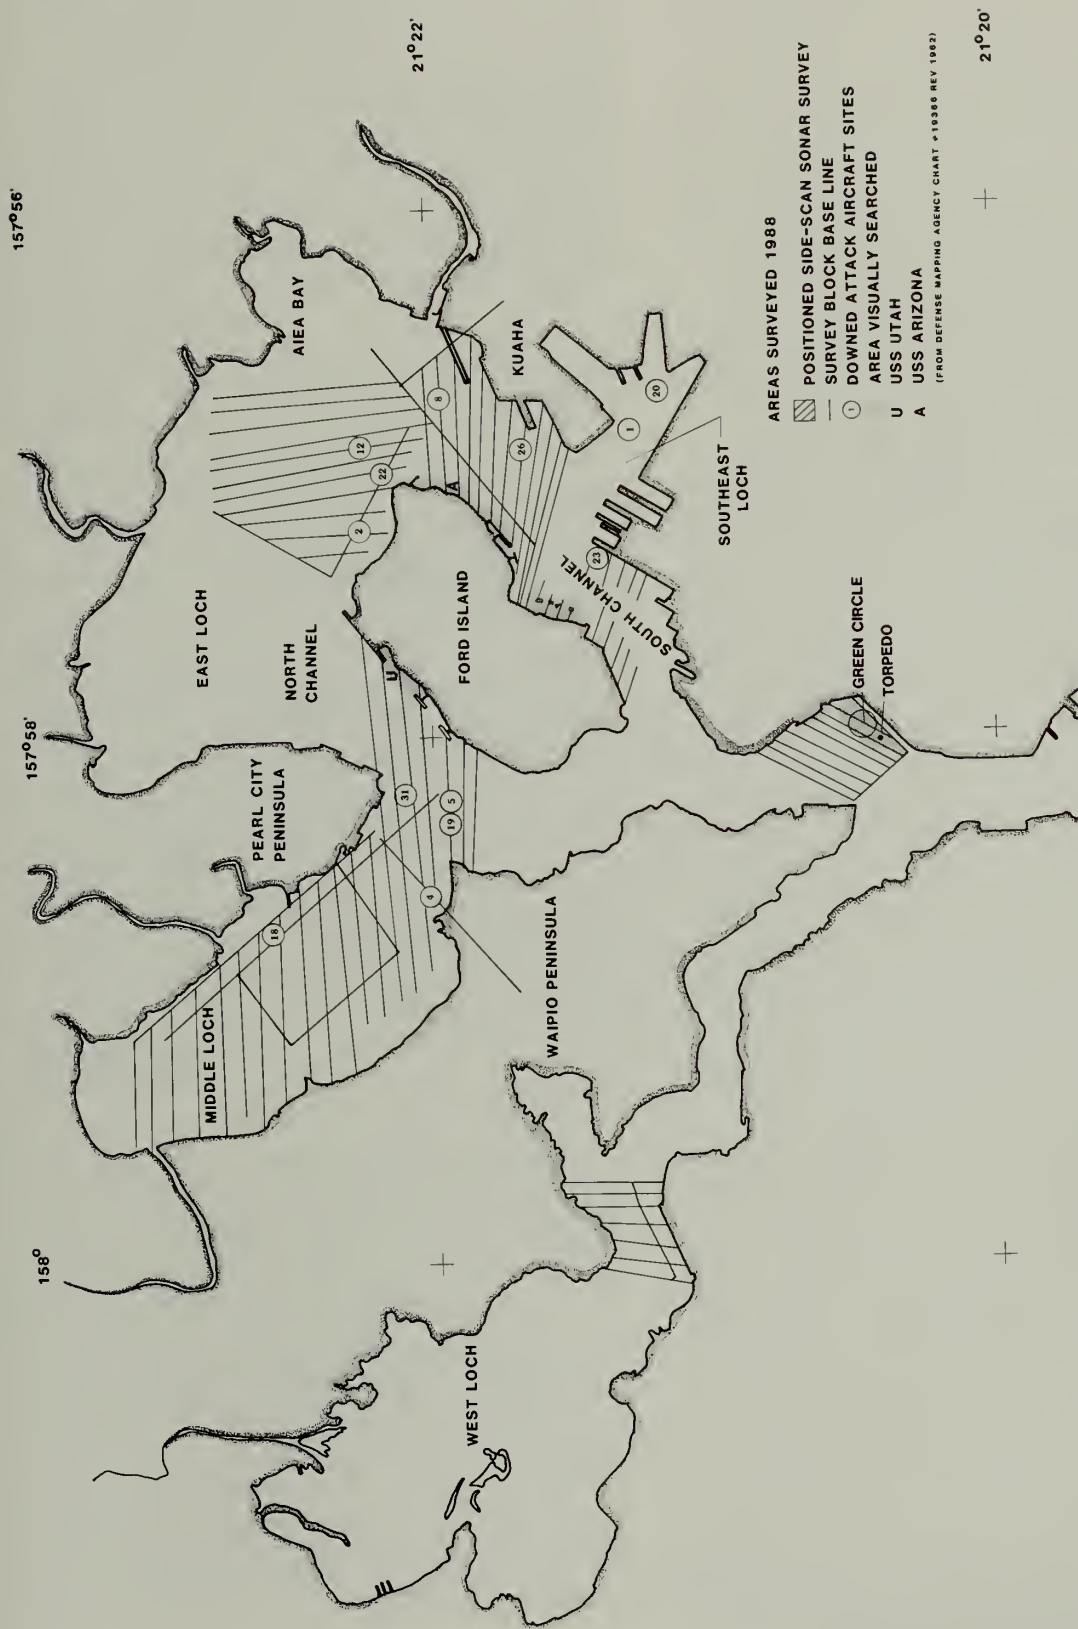 158°
157°58'
157°56'
21°22'
21°20'
MIDDLE LOCH
PEARL CITY
PENINSULA
EAST LOCH
NORTH
CHANNEL
AIEA BAY
WEST LOCH
WAIPIO PENINSULA
FORD ISLAND
KUAHA
SOUTH CHANNEL
SOUTHEAST
LOCH
GREEN CIRCLE
TORPEDO
U
A
18
4
31
19
5
2
22
12
8
26
1
20
23
AREAS SURVEYED 1988
POSITIONED SIDE-SCAN SONAR SURVEY
SURVEY BLOCK BASE LINE
1
DOWNED ATTACK AIRCRAFT SITES
AREA VISUALLY SEARCHED
U USS UTAH
A USS ARIZONA
(FROM DEFENSE MAPPING AGENCY CHART #19366 REV 1962)